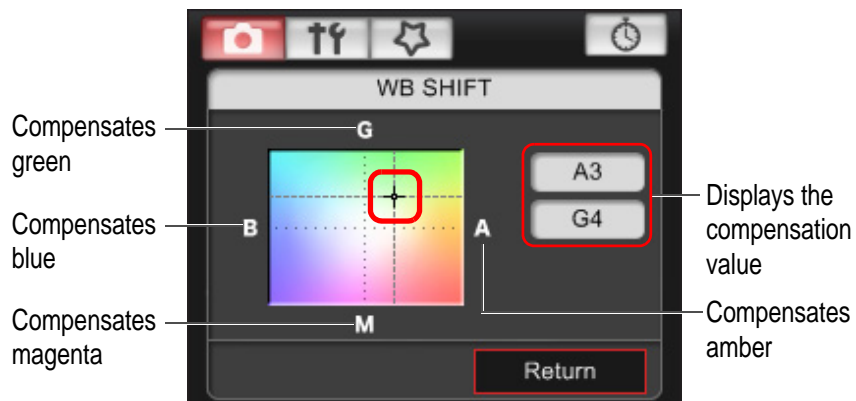 WB SHIFT
Compensates
green
G
A3
G4
Displays the
compensation
value
Compensates
blue
B
A
Compensates
magenta
M
Compensates
amber
Return